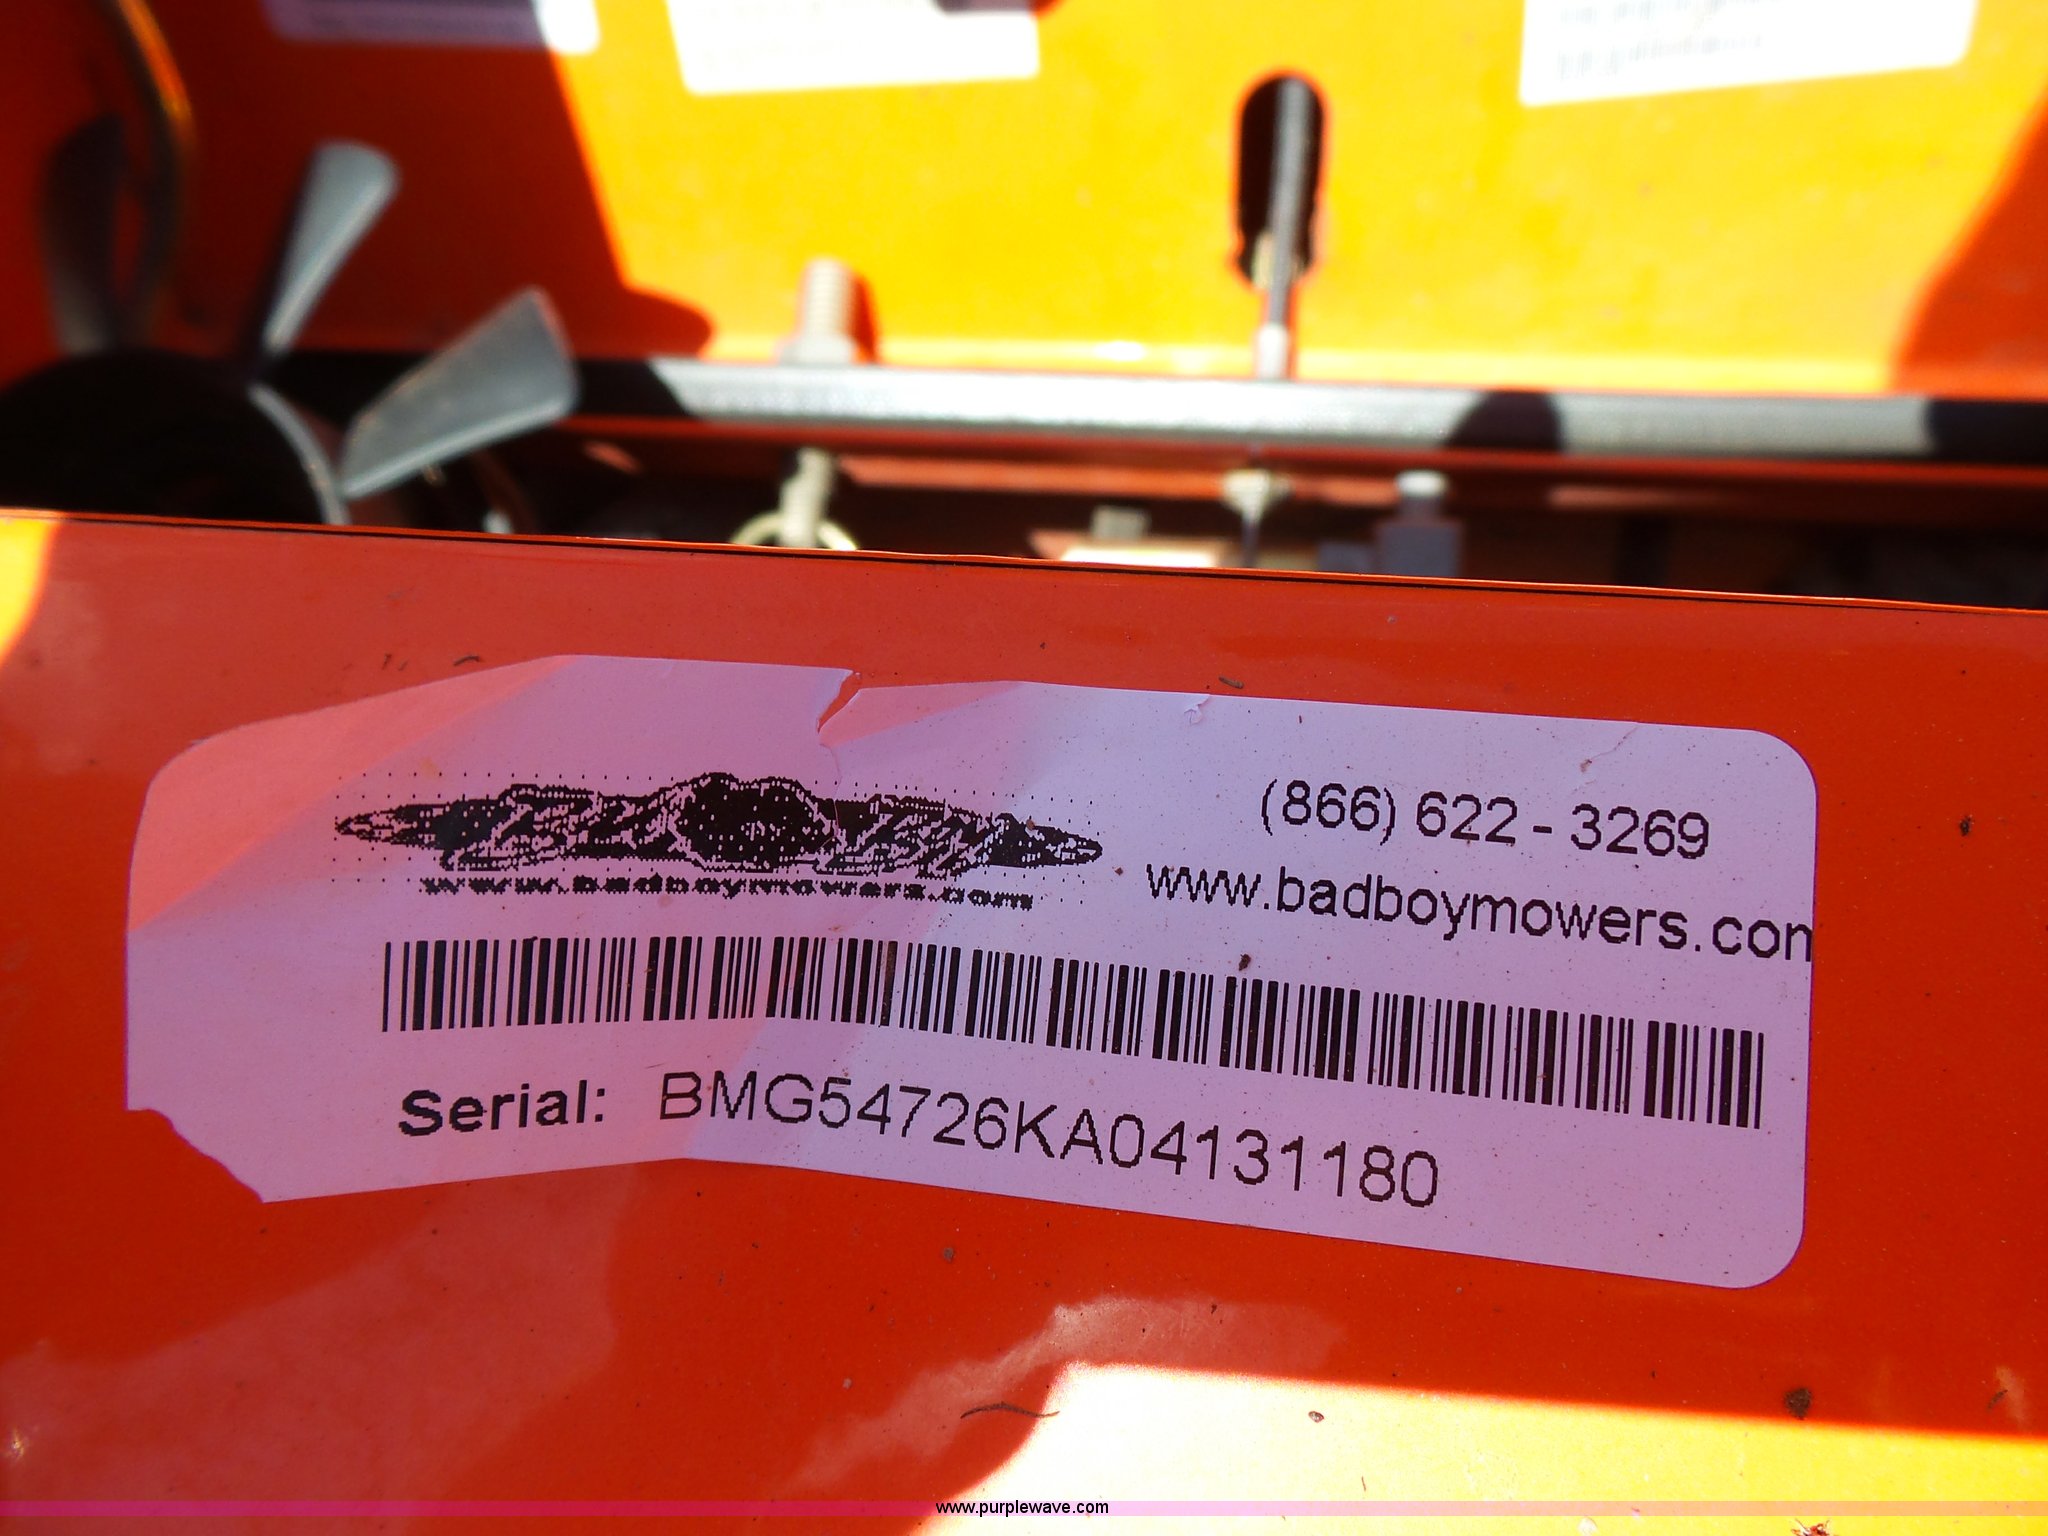 (866) 622 - 3269
www.badboymowers.com
www.badboymowers.con
Serial: BMG54726KA04131180
www.purplewave.com